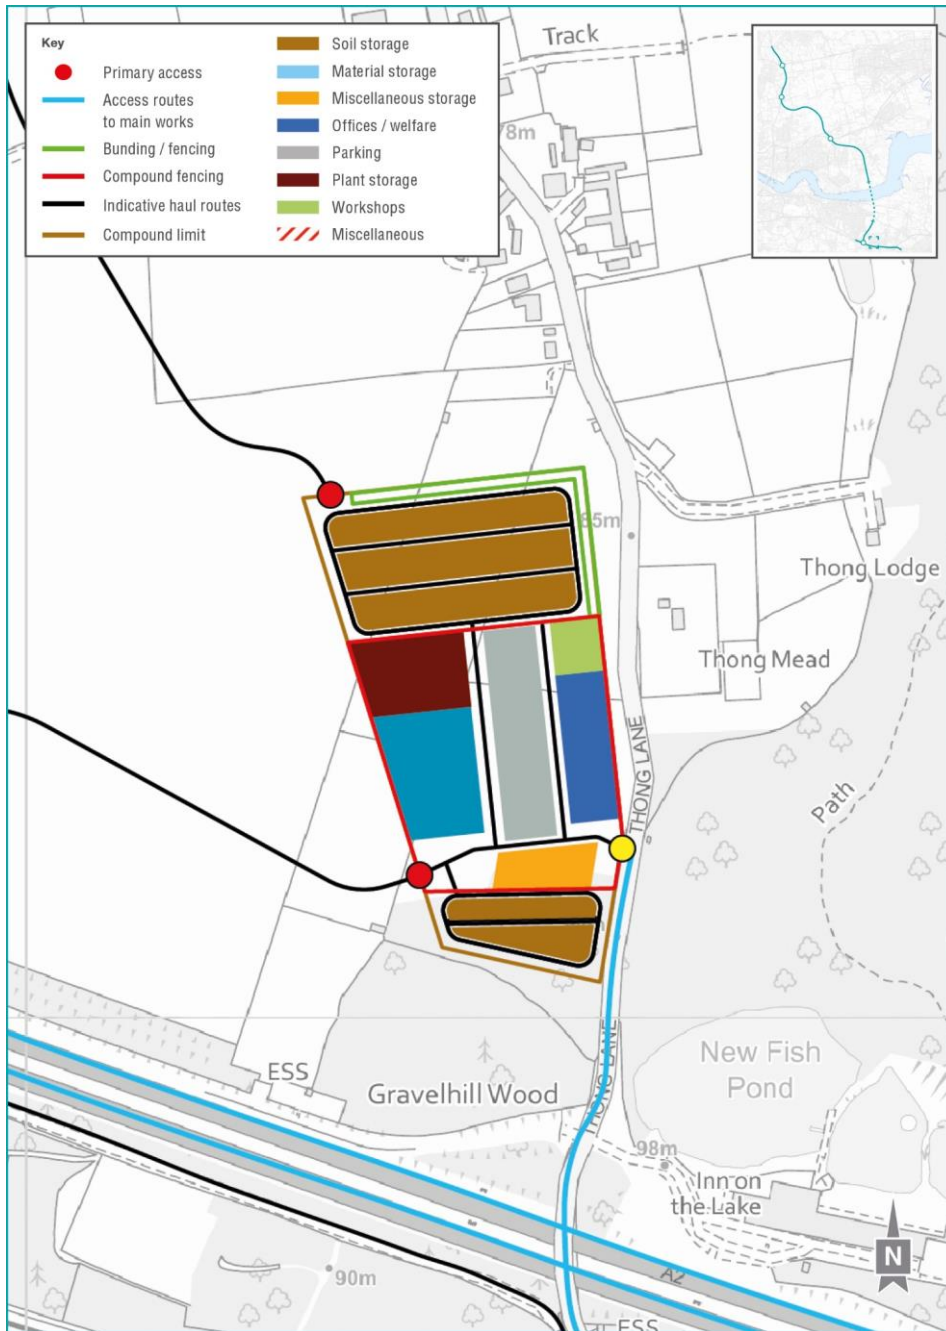 Key
Primary access
Access routes
to main works
Bunding / fencing
Compound fencing
Indicative haul routes
Compound limit
Soil storage
Material storage
Miscellaneous storage
Offices / welfare
Parking
Plant storage
Workshops
Miscellaneous
Track
78m
85m
Thong Lodge
Thong Mead
THONG LANE
Path
THONG LANE
New Fish
Pond
ESS
Gravelhill Wood
THONG LANE
98m
Inn on
the Lake
N
90m
A2
ESS